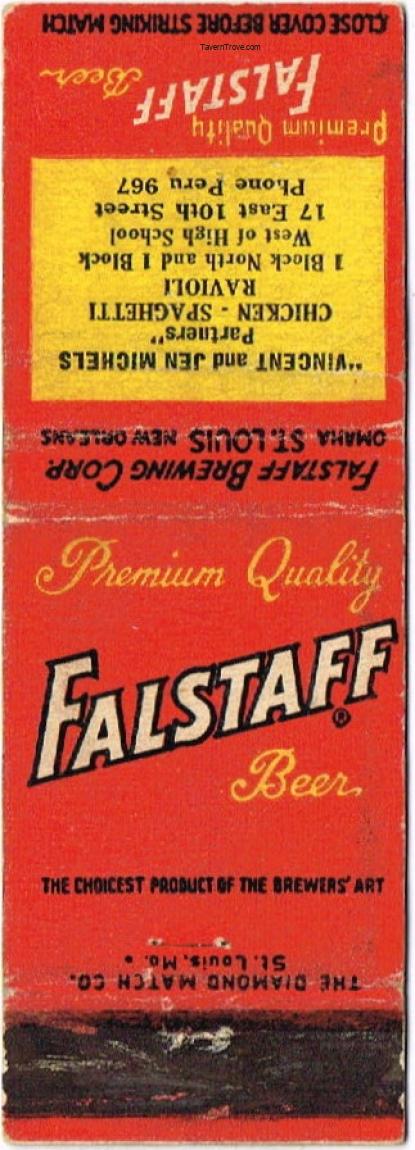 CLOSE COVER BEFORE STRIKING MATCH
TavernTrove.com
Premium Quality
FALSTAFF
Beer
"VINCENT and JEN MICHELS
Partners"
CHICKEN - SPAGHETTI
RAVIOLI
1 Block North and 1 Block
West of High School
17 East 10th Street
Phone Peru 967
FALSTAFF BREWING CORP.
OMAHA ST. LOUIS NEW ORLEANS
Premium Quality
FALSTAFF®
Beer
THE CHOICEST PRODUCT OF THE BREWERS' ART
THE DIAMOND MATCH CO.
St. Louis, Mo.